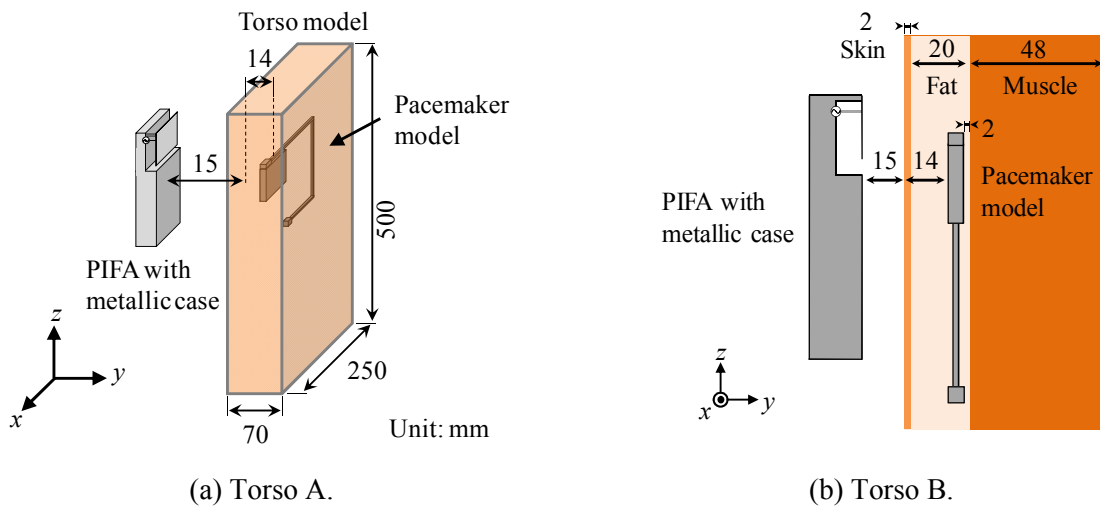 Torso model
14
Pacemaker
model
15
500
PIFA with
metallic case
z
y
x
250
70
Unit: mm
(a) Torso A.
2
Skin
20
48
Fat
Muscle
2
15
14
Pacemaker
model
PIFA with
metallic case
z
x
y
(b) Torso B.